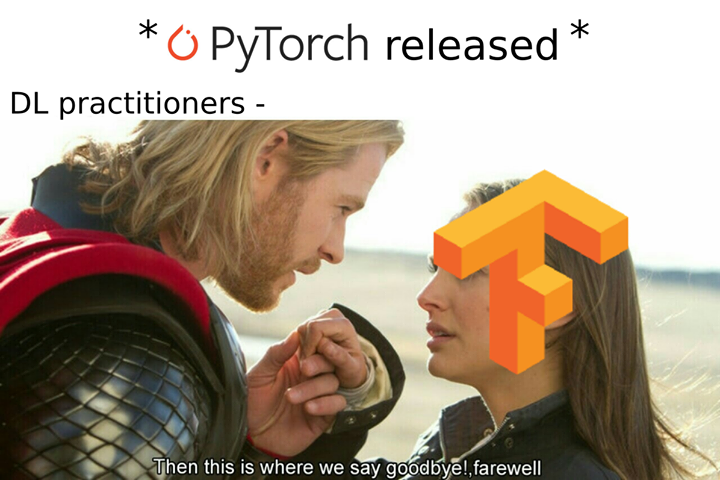 * PyTorch released *
DL practitioners -
Then this is where we say goodbye!,farewell